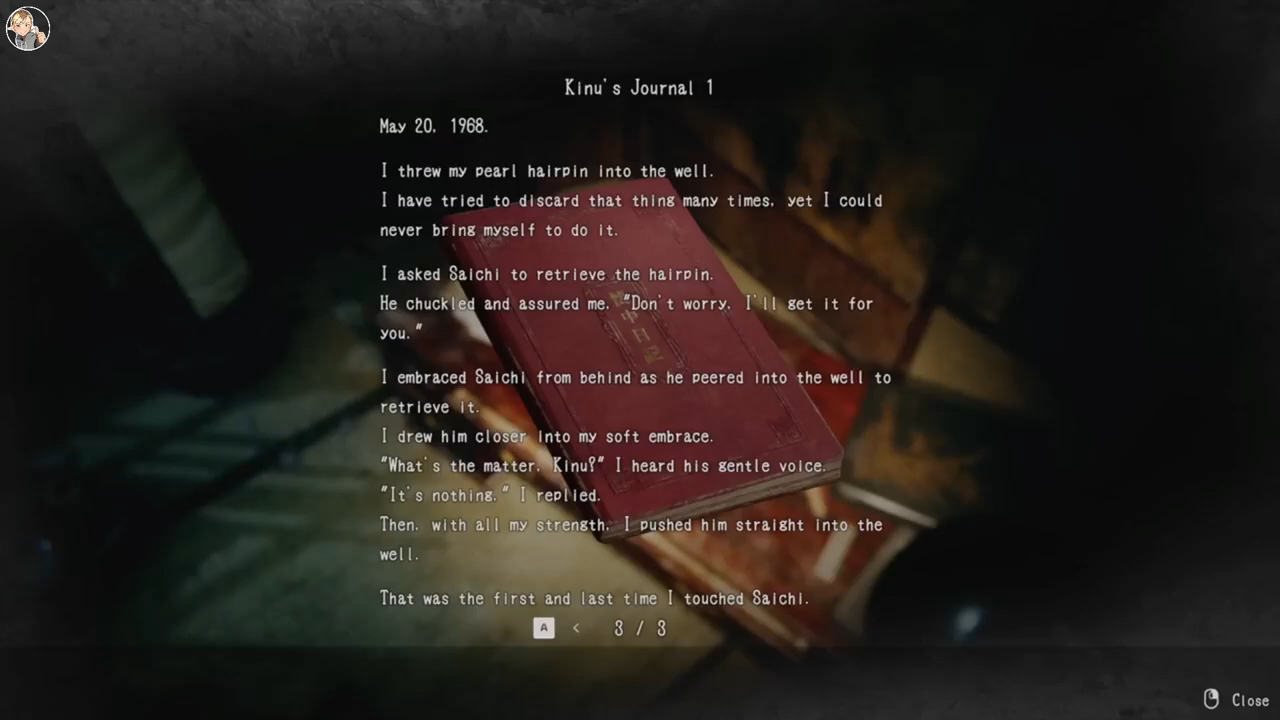 Kinu's Journal 1
May 20, 1968.
I threw my pearl hairpin into the well.
I have tried to discard that thing many times, yet I could
never bring myself to do it.
I asked Saichi to retrieve the hairpin.
He chuckled and assured me, "Don't worry, I'll get it for
you."
I embraced Saichi from behind as he peered into the well to
retrieve it.
I drew him closer into my soft embrace.
"What's the matter, Kinu?" I heard his gentle voice.
"It's nothing," I replied.
Then, with all my strength, I pushed him straight into the
well.
That was the first and last time I touched Saichi.
A < 3 / 3
Close